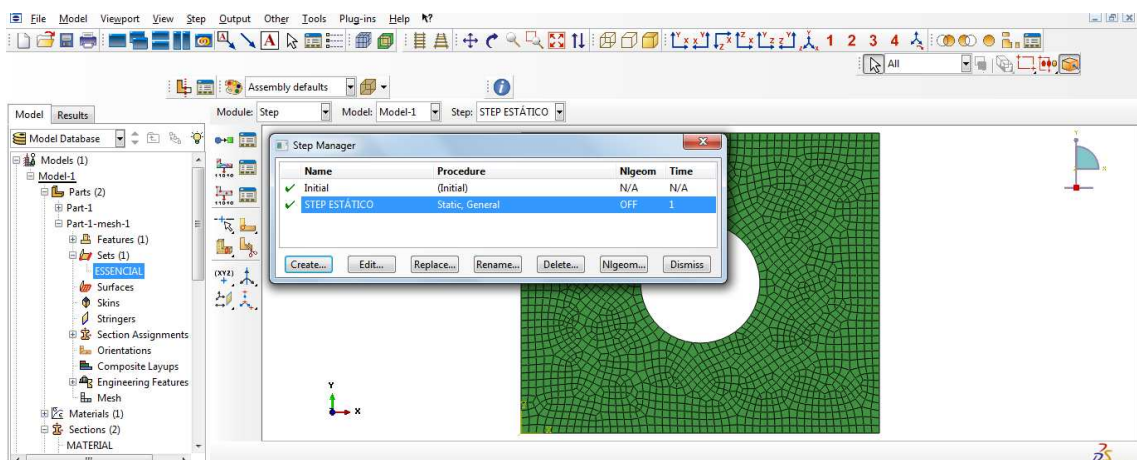 File Model Viewport View Step Output Other Tools Plug-ins Help
A A 1 2 3 4
All
Assembly defaults i
Model Results Module: Step Model: Model-1 Step: STEP ESTÁTICO
Model Database
Models (1)
Model-1
Parts (2)
Part-1
Part-1-mesh-1
Features (1)
Sets (1)
ESSENCIAL
Surfaces
Skins
Stringers
Section Assignments
Orientations
Composite Layups
Engineering Features
Mesh
Materials (1)
Sections (2)
MATERIAL
(XYZ)
Step Manager
Name Procedure Nlgeom Time
Initial (Initial) N/A N/A
STEP ESTÁTICO Static, General OFF 1
Create... Edit... Replace... Rename... Delete... Nlgeom... Dismiss
Y
X
Y
X